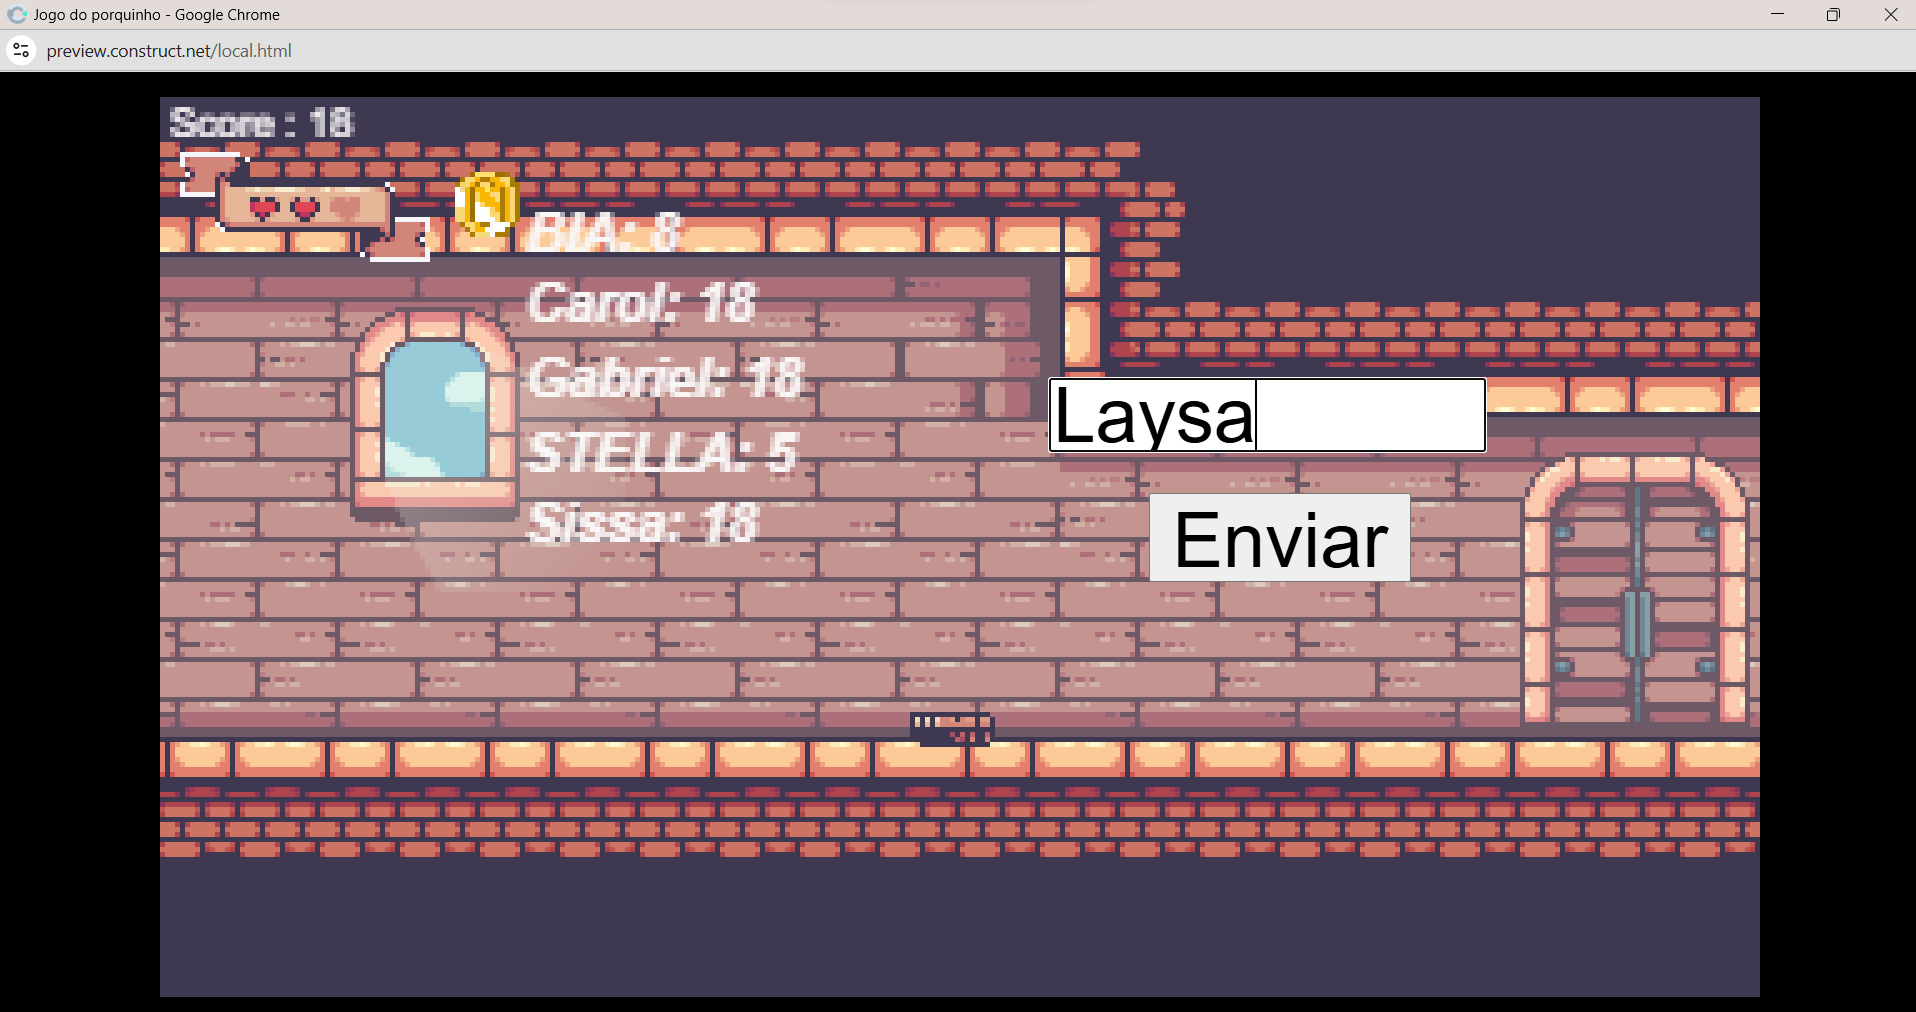 Jogo do porquinho - Google Chrome
preview.construct.net/local.html
Score : 18
BIA: 8
Carol: 18
Gabriel: 18
STELLA: 5
Sissa: 18
Laysa
Enviar